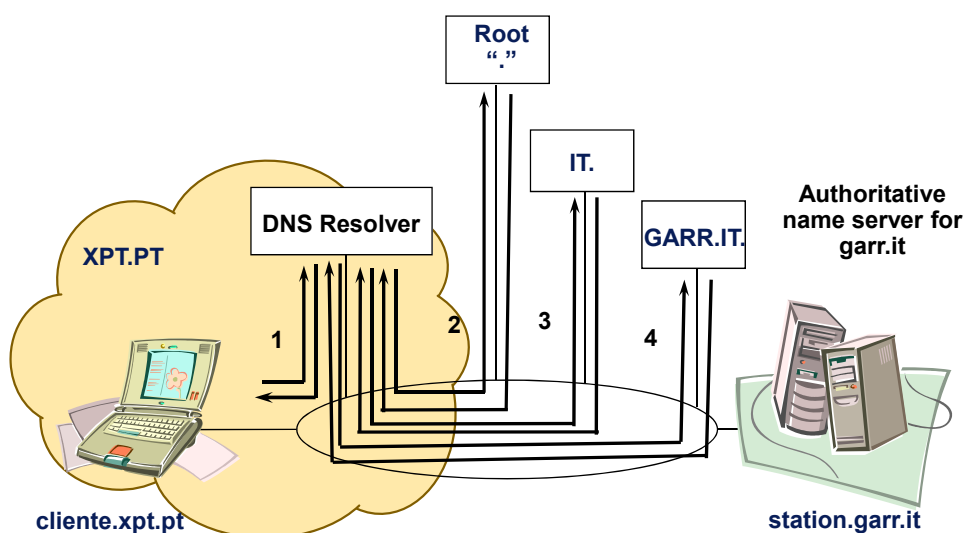 Root
“.”
IT.
Authoritative
name server for
garr.it
DNS Resolver
GARR.IT.
XPT.PT
1
2
3
4
cliente.xpt.pt
station.garr.it